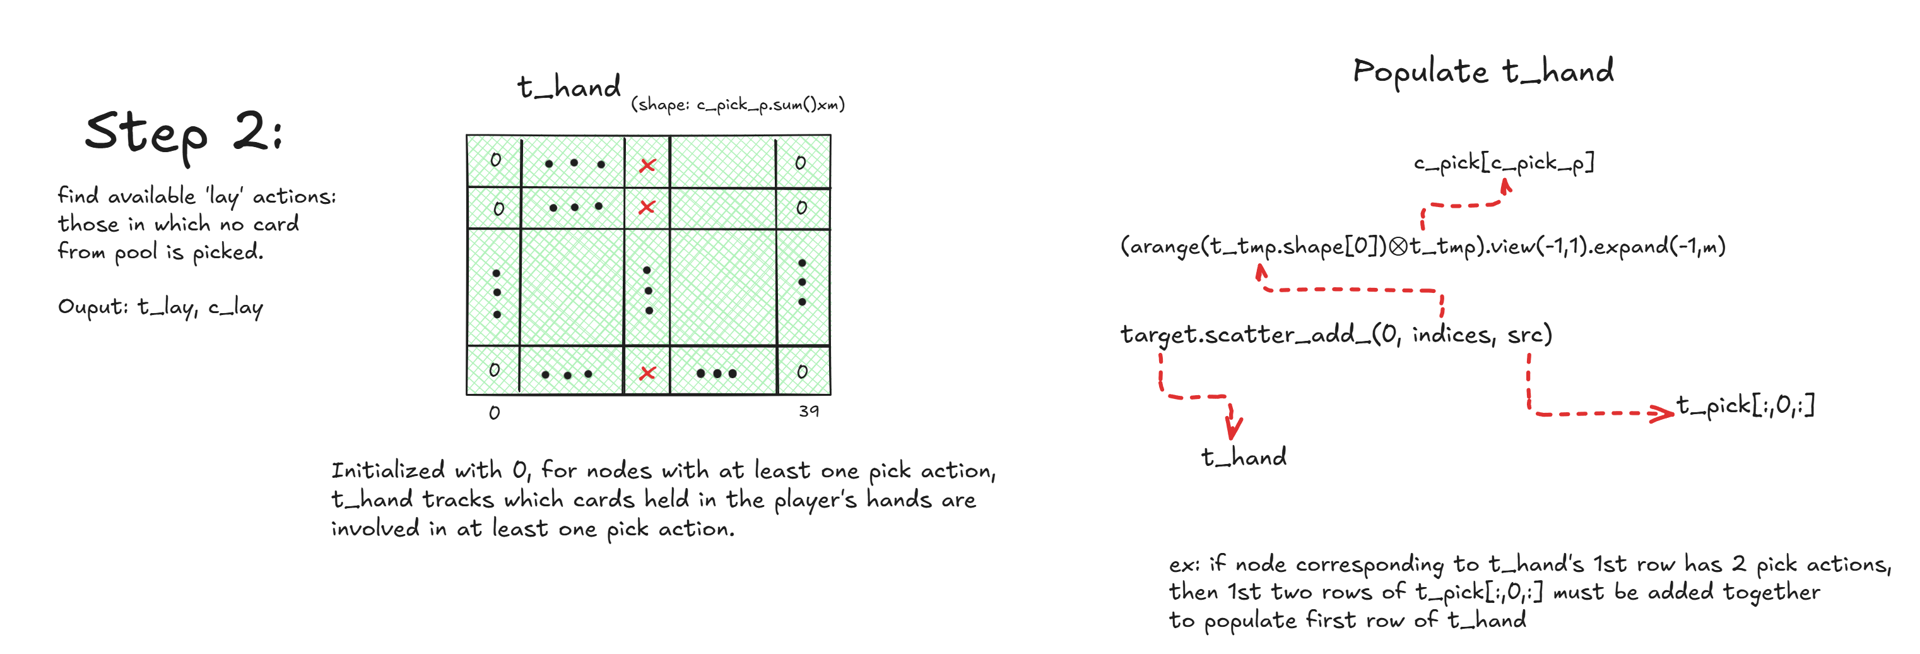 Step 2:
find available 'lay' actions:
those in which no card
from pool is picked.
Ouput: t_lay, c_lay
t_hand
(shape: c_pick_p.sum()xm)
0 • • • × 0
0 • • • × 0
0 • • • × • • • 0
0 39
Initialized with 0, for nodes with at least one pick action,
t_hand tracks which cards held in the player's hands are
involved in at least one pick action.
Populate t_hand
c_pick[c_pick_p]
(arange(t_tmp.shape[0])⊗t_tmp).view(-1,1).expand(-1,m)
target.scatter_add_(0, indices, src)
t_pick[:,0,:]
t_hand
ex: if node corresponding to t_hand's 1st row has 2 pick actions,
then 1st two rows of t_pick[:,0,:] must be added together
to populate first row of t_hand